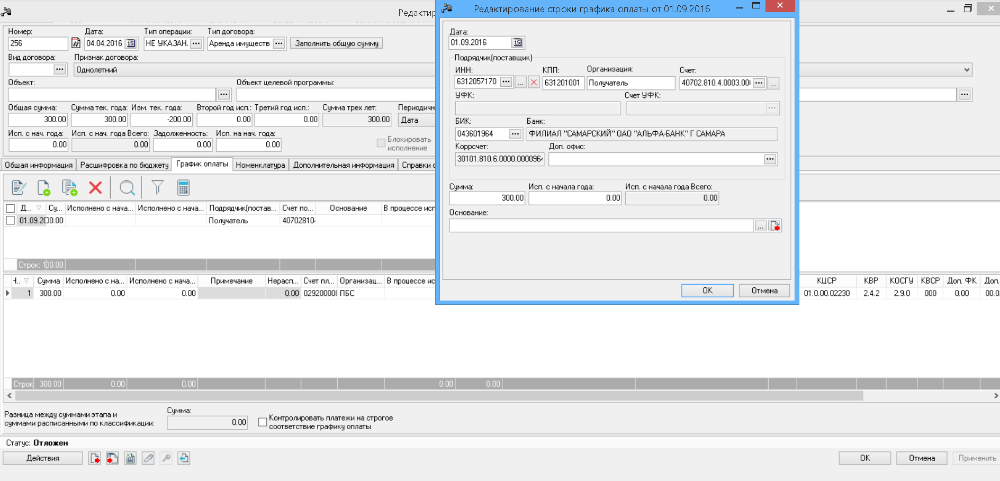 Редактир
Номер:
Дата:
Тип операции:
Тип договора:
256
04.04.2016
15
НЕ УКАЗАН.
Аренда имуществ
Заполнить общую сумму
Вид договора:
Признак договора:
Однолетний
Объект:
Объект целевой программы:
Общая сумма:
Сумма тек. года:
Изм. тек. года:
Второй год исп.:
Третий год исп.:
Сумма трех лет:
Периодичн
300.00
300.00
-200.00
0.00
0.00
300.00
Дата
Исп. с нач. года:
Исп. с нач. года Всего:
Задолженность:
Исп. на нач. года:
0.00
0.00
0.00
0.00
Блокировать
исполнение
Общая информация
Расшифровка по бюджету
График оплаты
Номенклатура
Дополнительная информация
Справки о
Д...
Су...
Исполнено с нача...
Исполнено с нача...
Подрядчик(постав...
Счет по...
Основание
В процессе исп
01.09.20
00.00
Получатель
40702810
Строк: 1
00.00
Н..
Сумма
Исполнено с на...
Исполнено с нача...
Примечание
Нерасп...
Счет пл...
Организац...
В процессе ис
КЦСР
КВР
КОСГУ
КВСР
Доп. ФК
Доп.
1
300.00
0.00
0.00
0.00
02920000
ПБС
01.0.00.02230
2.4.2
2.9.0
000
0.00
00.0
Строк
300.00
0.00
0.00
0.00
0.00
Разница между суммами этапа и
суммами расписанными по классификации:
Сумма:
0.00
Контролировать платежи на строгое
соответствие графику оплаты
Статус: Отложен
Действия
ОК
Отмена
Применить
Редактирование строки графика оплаты от 01.09.2016
Дата:
01.09.2016
15
Подрядчик(поставщик)
ИНН:
КПП:
Организация:
Счет:
6312057170
631201001
Получатель
40702.810.4.0003.00
УФК:
Счет УФК:
БИК:
Банк:
043601964
ФИЛИАЛ "САМАРСКИЙ" ОАО "АЛЬФА-БАНК" Г САМАРА
Коррсчет:
Доп. офис:
30101.810.6.0000.0000964
Сумма:
Исп. с начала года:
Исп. с начала года Всего:
300.00
0.00
0.00
Основание:
ОК
Отмена